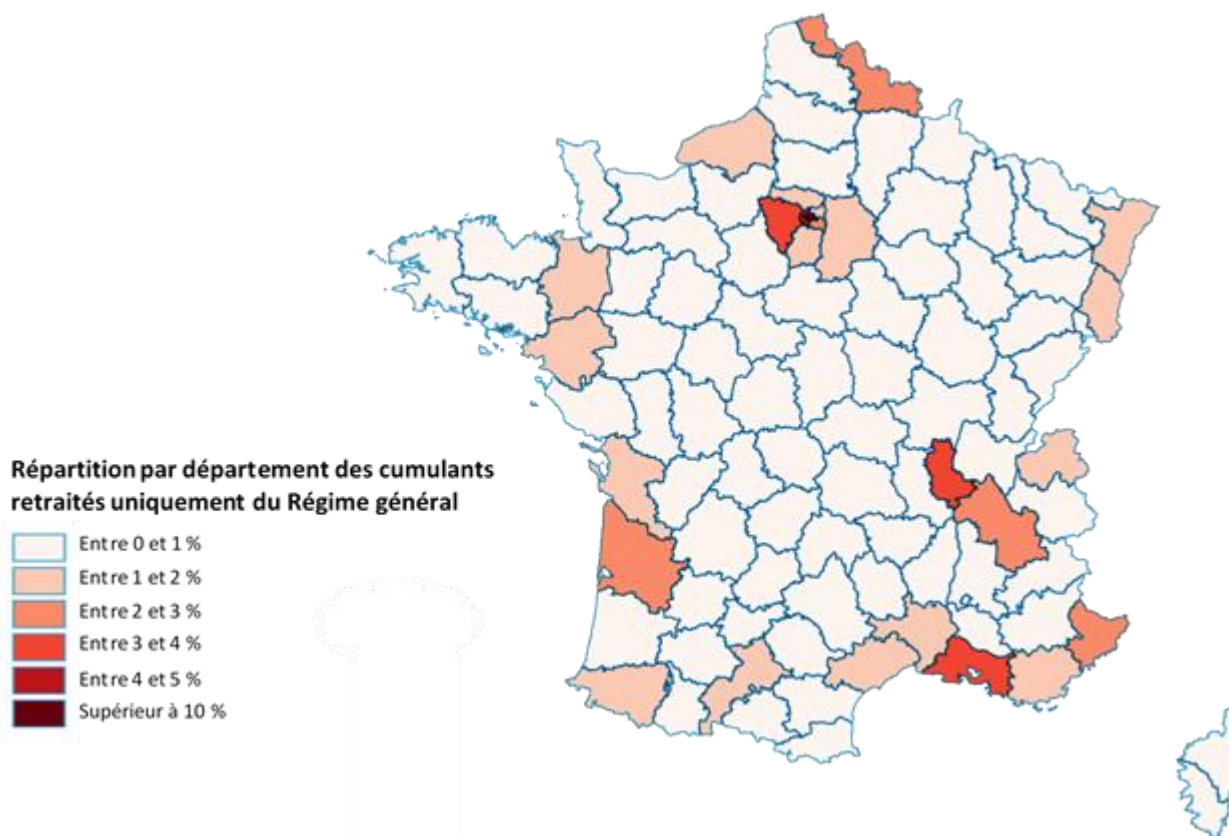 Répartition par département des cumulants
retraités uniquement du Régime général
Entre 0 et 1 %
Entre 1 et 2 %
Entre 2 et 3 %
Entre 3 et 4 %
Entre 4 et 5 %
Supérieur à 10 %